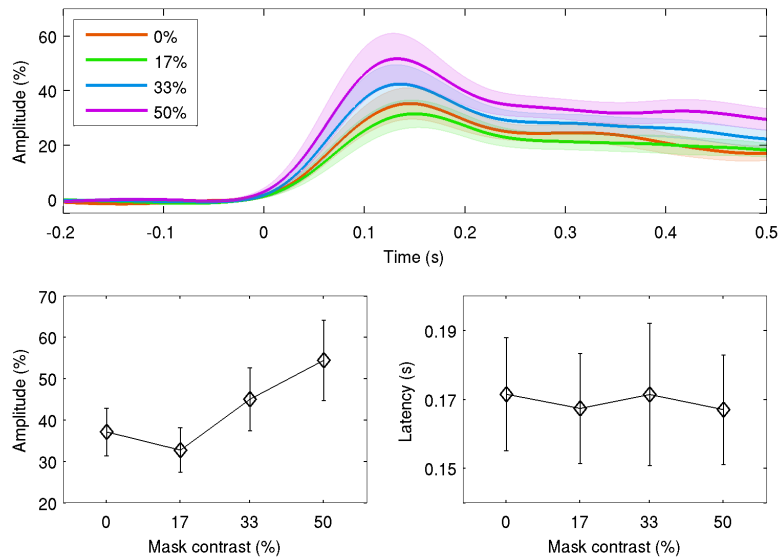 60
40
20
0
Amplitude (%)
0%
17%
33%
50%
-0.2 -0.1 0 0.1 0.2 0.3 0.4 0.5
Time (s)
70
60
50
40
30
20
Amplitude (%)
0 17 33 50
Mask contrast (%)
0.19
0.17
0.15
Latency (s)
0 17 33 50
Mask contrast (%)